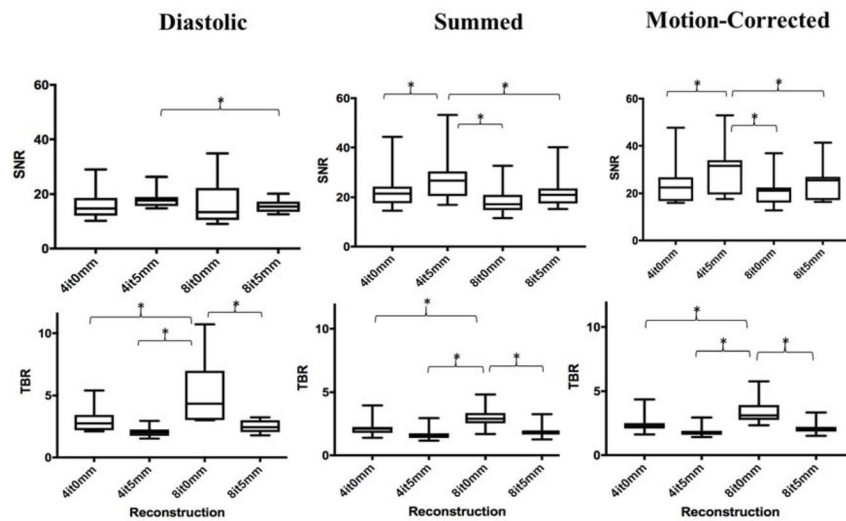 Diastolic
Summed
Motion-Corrected
60
40
20
0
SNR
*
4it0mm
4it5mm
8it0mm
8it5mm
60
40
20
0
SNR
*
*
*
4it0mm
4it5mm
8it0mm
8it5mm
60
40
20
0
SNR
*
*
*
4it0mm
4it5mm
8it0mm
8it5mm
10
5
0
TBR
*
*
*
4it0mm
4it5mm
8it0mm
8it5mm
Reconstruction
10
5
0
TBR
*
*
*
4it0mm
4it5mm
8it0mm
8it5mm
Reconstruction
10
5
0
TBR
*
*
*
4it0mm
4it5mm
8it0mm
8it5mm
Reconstruction